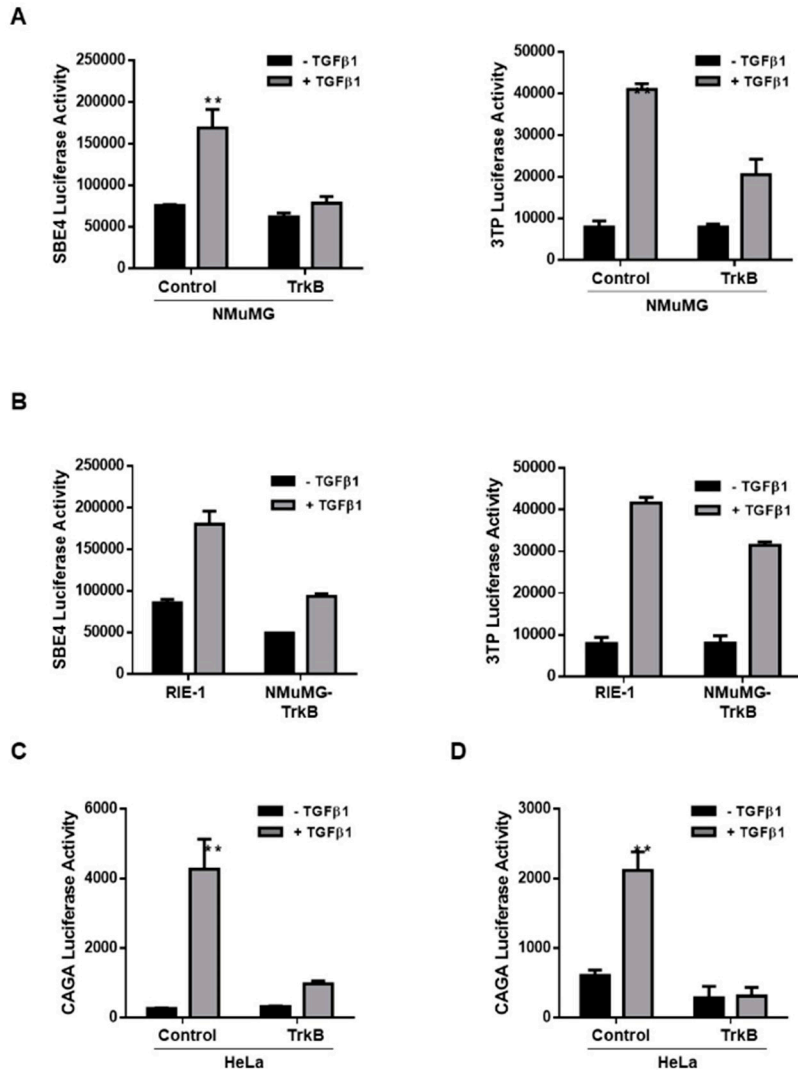 A
SBE4 Luciferase Activity
250000
200000
150000
100000
50000
0
- TGFβ1
+ TGFβ1
**
Control
TrkB
NMuMG
3TP Luciferase Activity
50000
40000
30000
20000
10000
0
- TGFβ1
+ TGFβ1
**
Control
TrkB
NMuMG
B
SBE4 Luciferase Activity
250000
200000
150000
100000
50000
0
- TGFβ1
+ TGFβ1
RIE-1
NMuMG-
TrkB
3TP Luciferase Activity
50000
40000
30000
20000
10000
0
- TGFβ1
+ TGFβ1
RIE-1
NMuMG-
TrkB
C
CAGA Luciferase Activity
6000
4000
2000
0
- TGFβ1
+ TGFβ1
**
Control
TrkB
HeLa
D
CAGA Luciferase Activity
3000
2000
1000
0
- TGFβ1
+ TGFβ1
**
Control
TrkB
HeLa